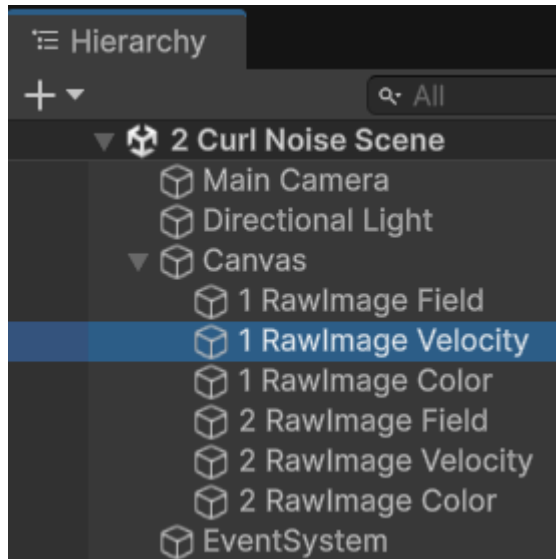 Hierarchy
All
2 Curl Noise Scene
Main Camera
Directional Light
Canvas
1 RawImage Field
1 RawImage Velocity
1 RawImage Color
2 RawImage Field
2 RawImage Velocity
2 RawImage Color
EventSystem